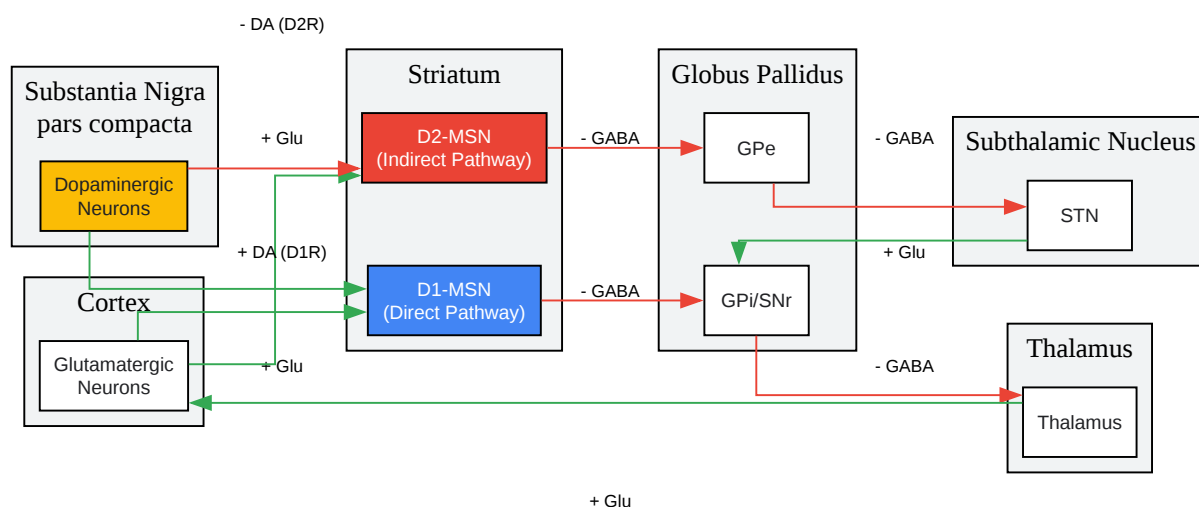 - DA (D2R)
Substantia Nigra
pars compacta
Dopaminergic
Neurons
+ Glu
+ DA (D1R)
Cortex
Glutamatergic
Neurons
+ Glu
Striatum
D2-MSN
(Indirect Pathway)
D1-MSN
(Direct Pathway)
- GABA
- GABA
Globus Pallidus
GPe
GPi/SNr
- GABA
+ Glu
- GABA
Subthalamic Nucleus
STN
Thalamus
Thalamus
+ Glu